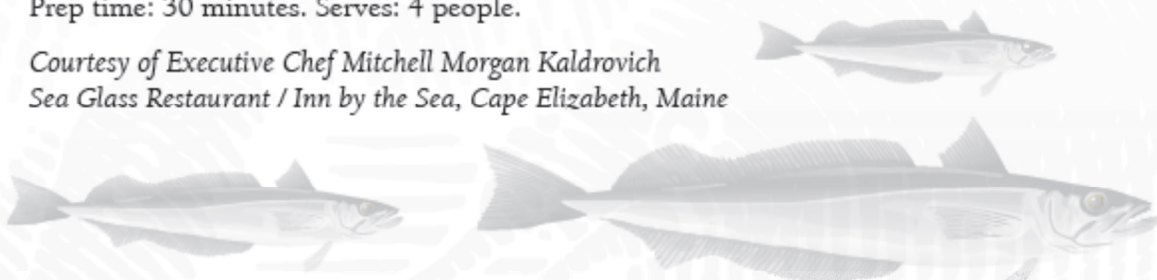 Prep time: 30 minutes. Serves: 4 people.
Courtesy of Executive Chef Mitchell Morgan Kaldrovich
Sea Glass Restaurant / Inn by the Sea, Cape Elizabeth, Maine